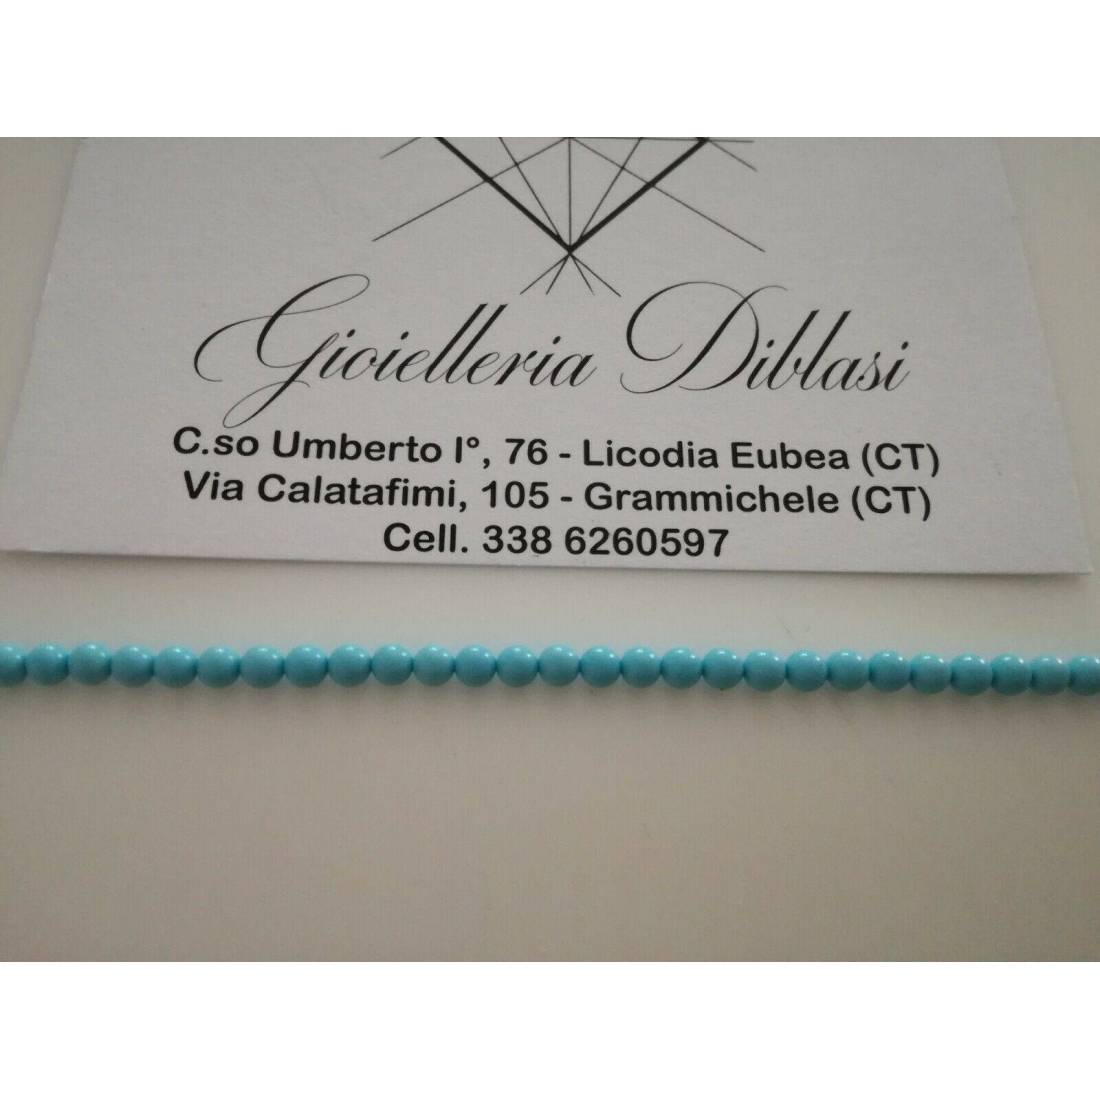 Gioielleria Diblasi
C.so Umberto I°, 76 - Licodia Eubea (CT)
Via Calatafimi, 105 - Grammichele (CT)
Cell. 338 6260597